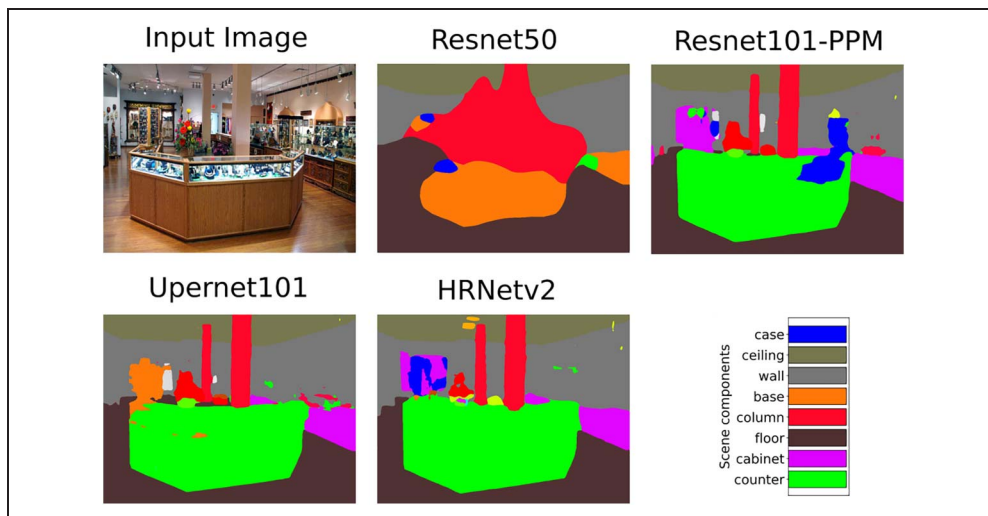 Input Image
Resnet50
Resnet101-PPM
Upernet101
HRNetv2
Scene components
case
ceiling
wall
base
column
floor
cabinet
counter